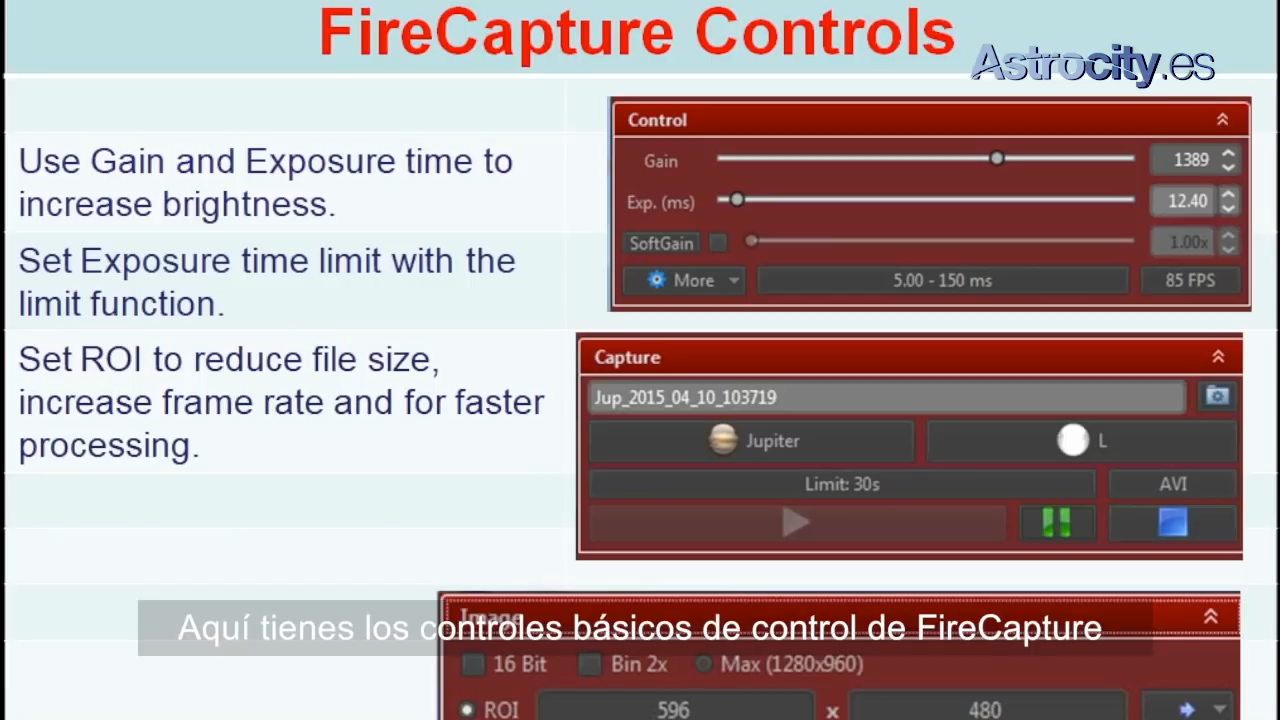 FireCapture Controls
Astrocity.es
Use Gain and Exposure time to
increase brightness.
Set Exposure time limit with the
limit function.
Set ROI to reduce file size,
increase frame rate and for faster
processing.
Control
Gain 1389
Exp. (ms) 12.40
SoftGain 1.00x
More 5.00 - 150 ms 85 FPS
Capture
Jup_2015_04_10_103719
Jupiter L
Limit: 30s AVI
Image
Aquí tienes los controles básicos de control de FireCapture
16 Bit Bin 2x Max (1280x960)
ROI 596 x 480